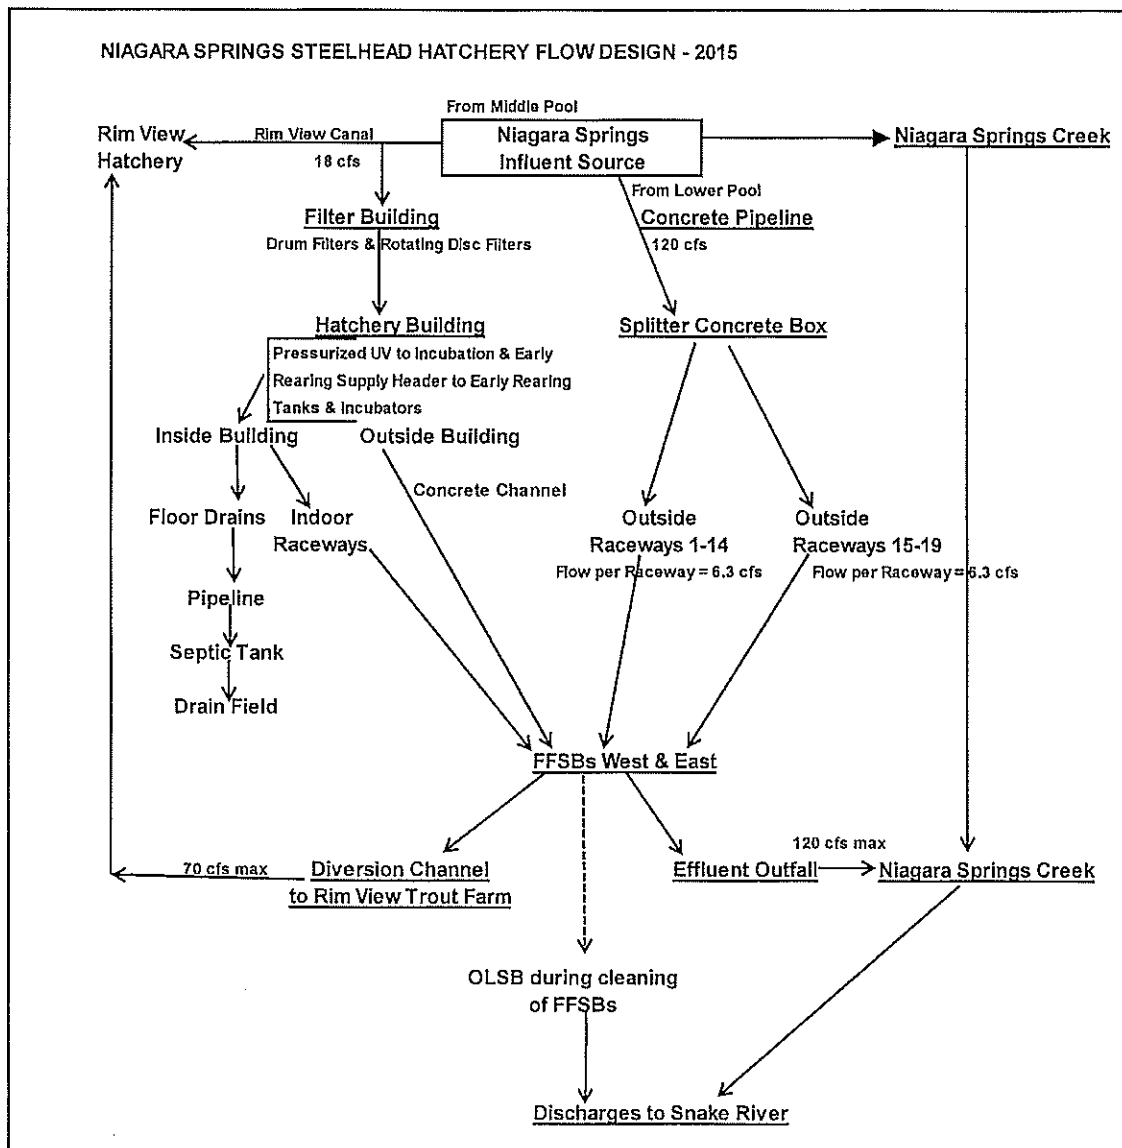 NIAGARA SPRINGS STEELHEAD HATCHERY FLOW DESIGN - 2015
From Middle Pool
Rim View
Hatchery
Rim View Canal
18 cfs
Niagara Springs
Influent Source
Niagara Springs Creek
From Lower Pool
Concrete Pipeline
120 cfs
Filter Building
Drum Filters & Rotating Disc Filters
Hatchery Building
Splitter Concrete Box
Pressurized UV to Incubation & Early
Rearing Supply Header to Early Rearing
Tanks & Incubators
Inside Building
Outside Building
Concrete Channel
Floor Drains
Indoor
Raceways
Outside
Raceways 1-14
Flow per Raceway = 6.3 cfs
Outside
Raceways 15-19
Flow per Raceway = 6.3 cfs
Pipeline
Septic Tank
Drain Field
FFSBs West & East
70 cfs max
Diversion Channel
to Rim View Trout Farm
Effluent Outfall
120 cfs max
Niagara Springs Creek
OLSB during cleaning
of FFSBs
Discharges to Snake River